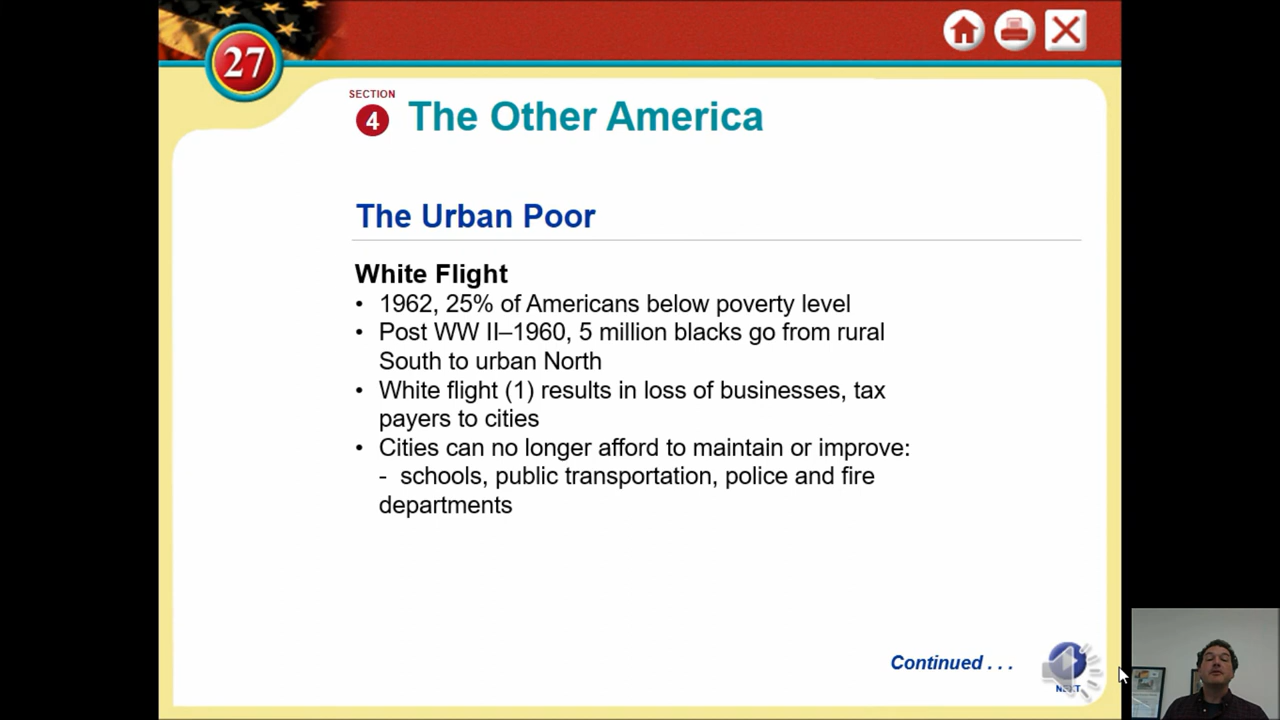 27
SECTION
4 The Other America
The Urban Poor
White Flight
• 1962, 25% of Americans below poverty level
• Post WW II–1960, 5 million blacks go from rural
South to urban North
• White flight (1) results in loss of businesses, tax
payers to cities
• Cities can no longer afford to maintain or improve:
- schools, public transportation, police and fire
departments
Continued . . .
NEXT